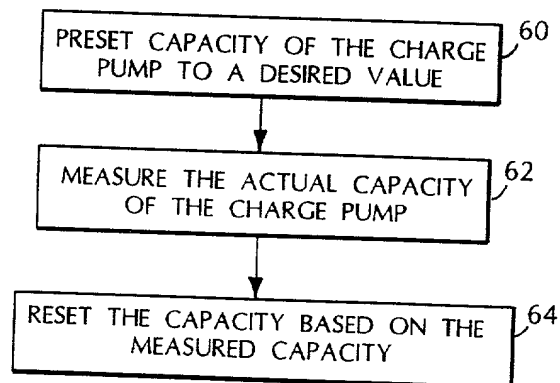 PRESET CAPACITY OF THE CHARGE
PUMP TO A DESIRED VALUE
60
MEASURE THE ACTUAL CAPACITY
OF THE CHARGE PUMP
62
RESET THE CAPACITY BASED ON THE
MEASURED CAPACITY
64